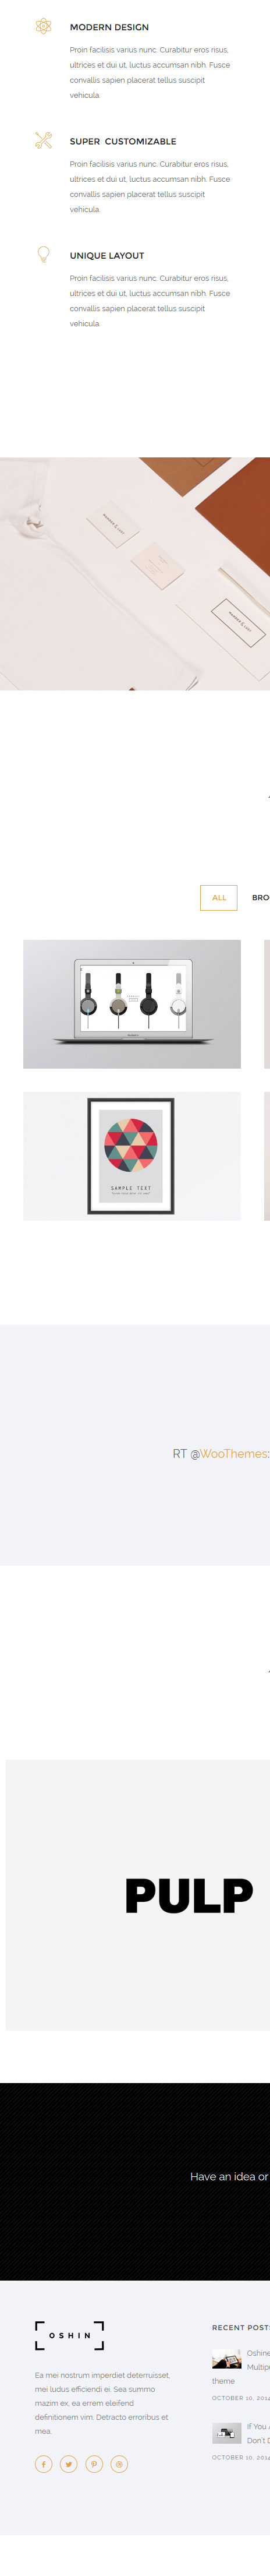 MODERN DESIGN
Proin facilisis varius nunc. Curabitur eros risus,
ultrices et dui ut, luctus accumsan nibh. Fusce
convallis sapien placerat tellus suscipit
vehicula.
SUPER CUSTOMIZABLE
Proin facilisis varius nunc. Curabitur eros risus,
ultrices et dui ut, luctus accumsan nibh. Fusce
convallis sapien placerat tellus suscipit
vehicula.
UNIQUE LAYOUT
Proin facilisis varius nunc. Curabitur eros risus,
ultrices et dui ut, luctus accumsan nibh. Fusce
convallis sapien placerat tellus suscipit
vehicula.
ALL BRO
SAMPLE TEXT
RT @WooThemes:
PULP
Have an idea or
OSHIN
Ea mei nostrum imperdiet deterruisset,
mei ludus efficiendi ei. Sea summo
mazim ex, ea errem eleifend
definitionem vim. Detracto erroribus et
mea.
RECENT POST
Oshine
Multip
theme
OCTOBER 10, 2014
If You
Don't D
OCTOBER 10, 2014